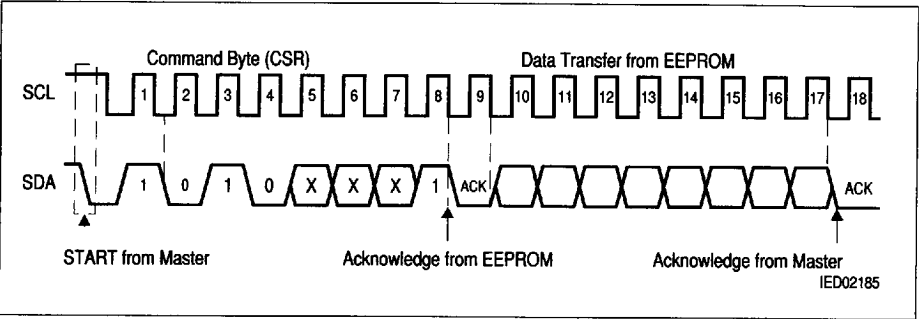 Command Byte (CSR) Data Transfer from EEPROM
SCL 1 2 3 4 5 6 7 8 9 10 11 12 13 14 15 16 17 18
SDA 1 0 1 0 X X X 1 ACK ACK
START from Master Acknowledge from EEPROM Acknowledge from Master
IED02185